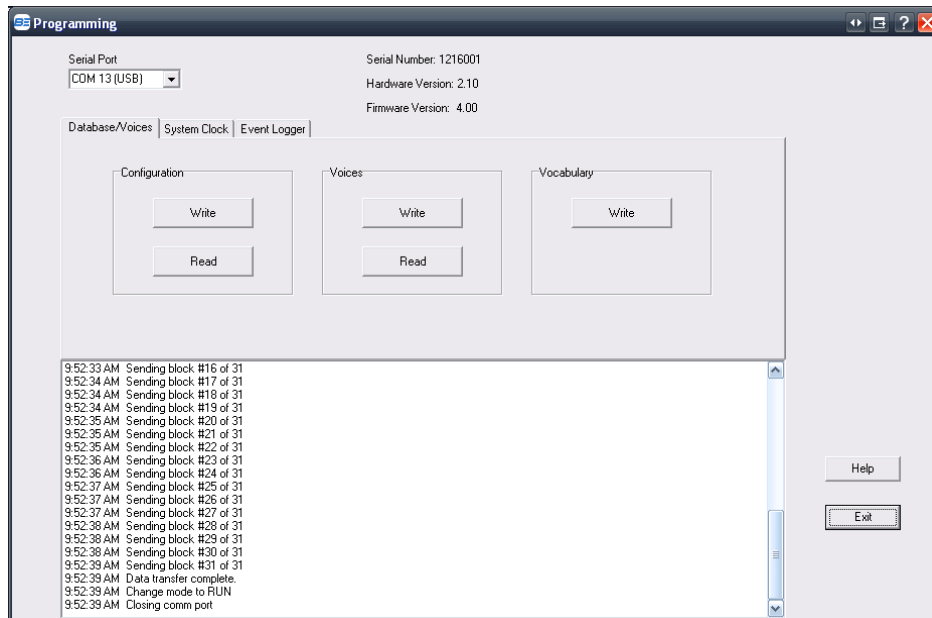 Programming
Serial Port
COM 13 (USB)
Serial Number: 1216001
Hardware Version: 2.10
Firmware Version: 4.00
Database/Voices
System Clock
Event Logger
Configuration
Write
Read
Voices
Write
Read
Vocabulary
Write
9:52:33 AM Sending block #16 of 31
9:52:34 AM Sending block #17 of 31
9:52:34 AM Sending block #18 of 31
9:52:34 AM Sending block #19 of 31
9:52:35 AM Sending block #20 of 31
9:52:35 AM Sending block #21 of 31
9:52:35 AM Sending block #22 of 31
9:52:36 AM Sending block #23 of 31
9:52:36 AM Sending block #24 of 31
9:52:37 AM Sending block #25 of 31
9:52:37 AM Sending block #26 of 31
9:52:37 AM Sending block #27 of 31
9:52:38 AM Sending block #28 of 31
9:52:38 AM Sending block #29 of 31
9:52:38 AM Sending block #30 of 31
9:52:39 AM Sending block #31 of 31
9:52:39 AM Data transfer complete.
9:52:39 AM Change mode to RUN
9:52:39 AM Closing comm port
Help
Exit